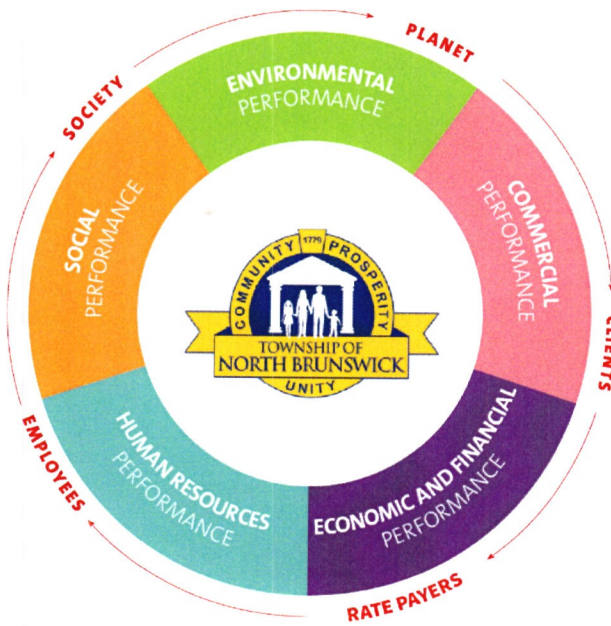 PLANET
CLIENTS
RATE PAYERS
EMPLOYEES
SOCIETY
ENVIRONMENTAL
PERFORMANCE
COMMERCIAL
PERFORMANCE
ECONOMIC AND FINANCIAL
PERFORMANCE
HUMAN RESOURCES
PERFORMANCE
SOCIAL
PERFORMANCE
COMMUNITY 1779 PROSPERITY
TOWNSHIP OF
NORTH BRUNSWICK
UNITY